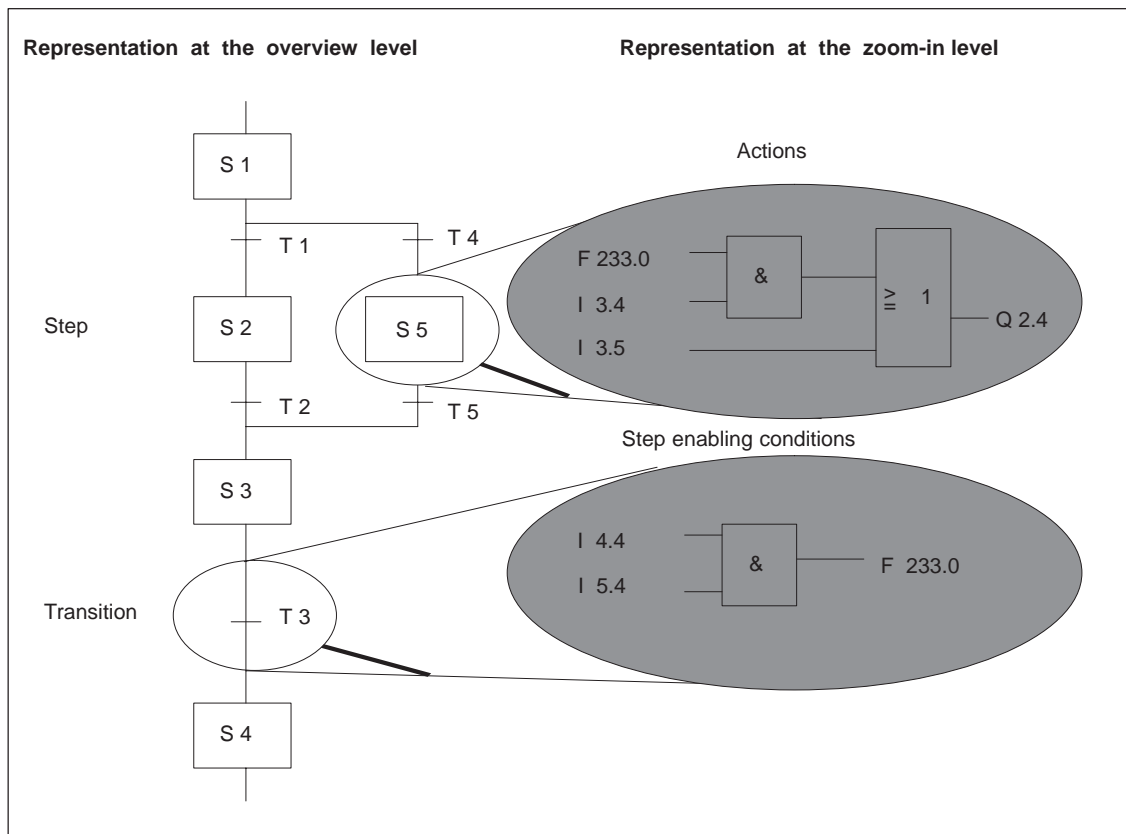 Representation at the overview level
Representation at the zoom-in level
S 1
Actions
T 1
T 4
F 233.0
&
≥ 1
I 3.4
Step
S 2
S 5
Q 2.4
I 3.5
T 2
T 5
Step enabling conditions
S 3
I 4.4
&
F 233.0
I 5.4
Transition
T 3
S 4